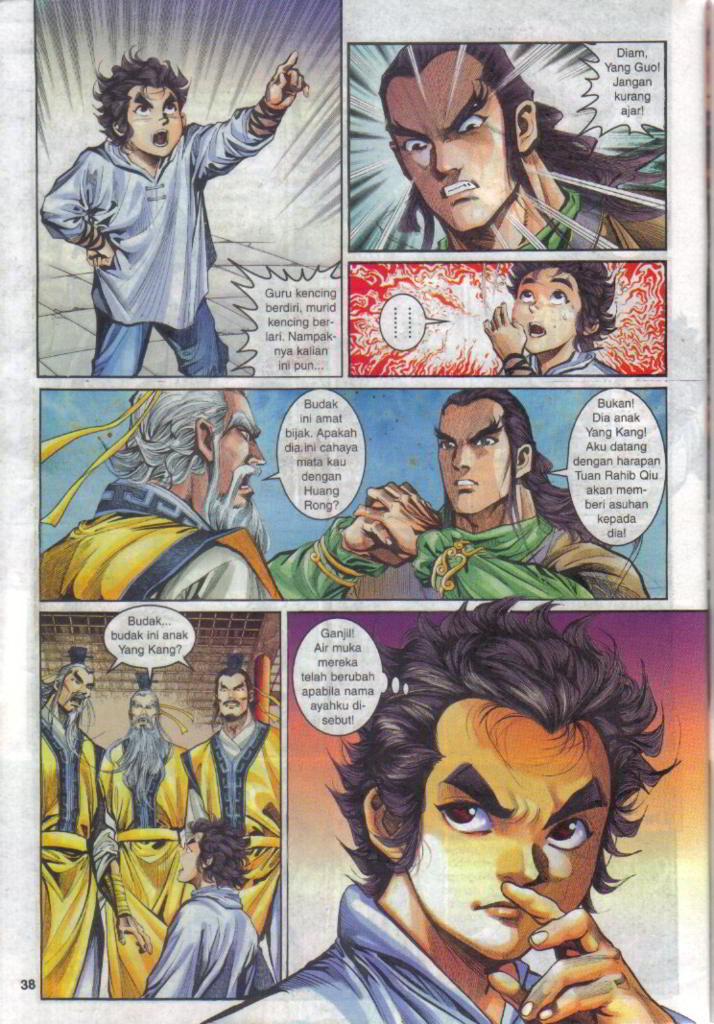 Guru kencing
berdiri, murid
kencing ber-
lari. Nampak-
nya kalian
ini pun...
Diam,
Yang Guo!
Jangan
kurang
ajar!
......
Budak
ini amat
bijak. Apakah
dia.ini cahaya
mata kau
dengan
Huang
Rong?
Bukan!
Dia anak
Yang Kang!
Aku datang
dengan harapan
Tuan Rahib Qiu
akan mem-
beri asuhan
kepada
dia!
Budak...
budak ini anak
Yang Kang?
Ganjil!
Air muka
mereka
telah berubah
apabila nama
ayahku di-
sebut!
38